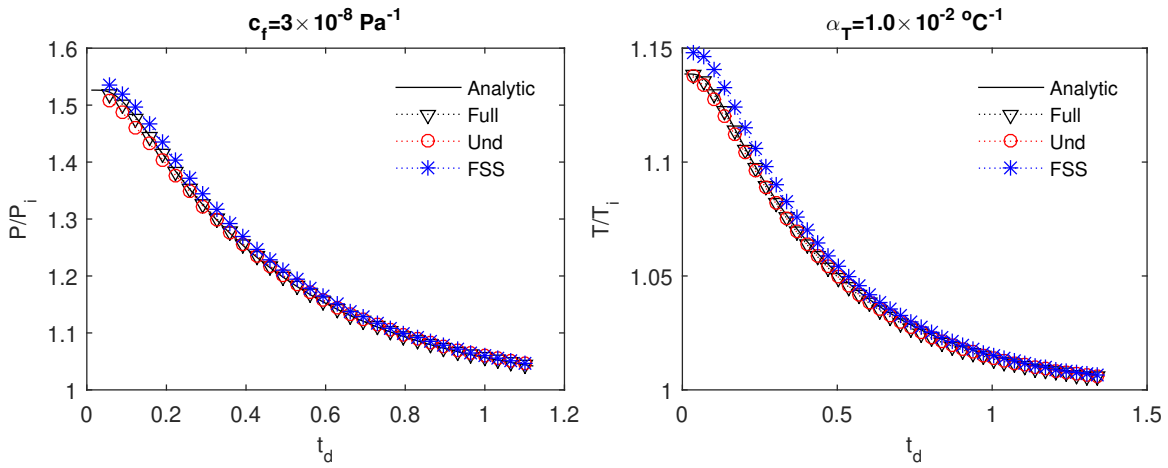 c_f=3×10^-8 Pa^-1
1.6
1.5
1.4
1.3
1.2
1.1
1
P/P_i
0 0.2 0.4 0.6 0.8 1 1.2
t_d
Analytic
Full
Und
FSS
α_T=1.0×10^-2 °C^-1
1.15
1.1
1.05
1
T/T_i
0 0.5 1 1.5
t_d
Analytic
Full
Und
FSS